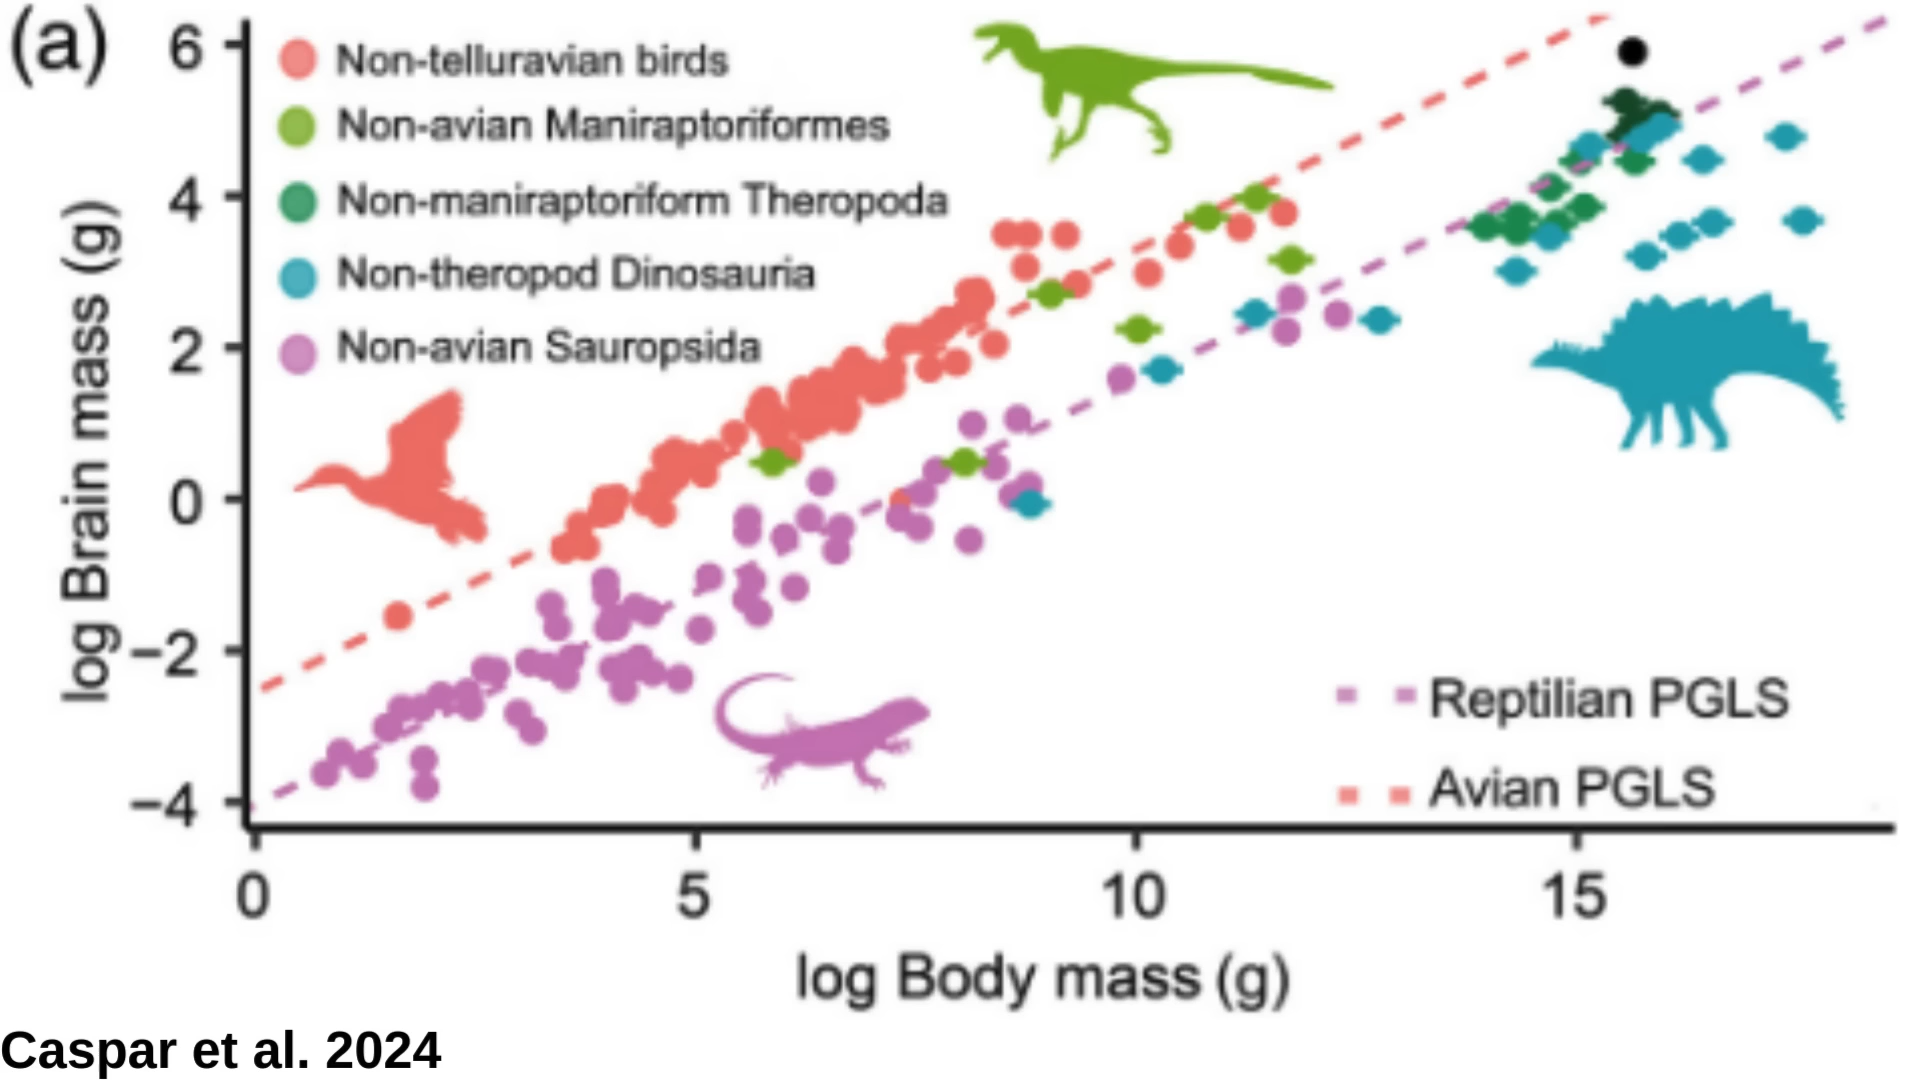 (a)
6
4
2
0
−2
−4
log Brain mass (g)
Non-telluravian birds
Non-avian Maniraptoriformes
Non-maniraptoriform Theropoda
Non-theropod Dinosauria
Non-avian Sauropsida
Reptilian PGLS
Avian PGLS
0 5 10 15
log Body mass (g)
Caspar et al. 2024